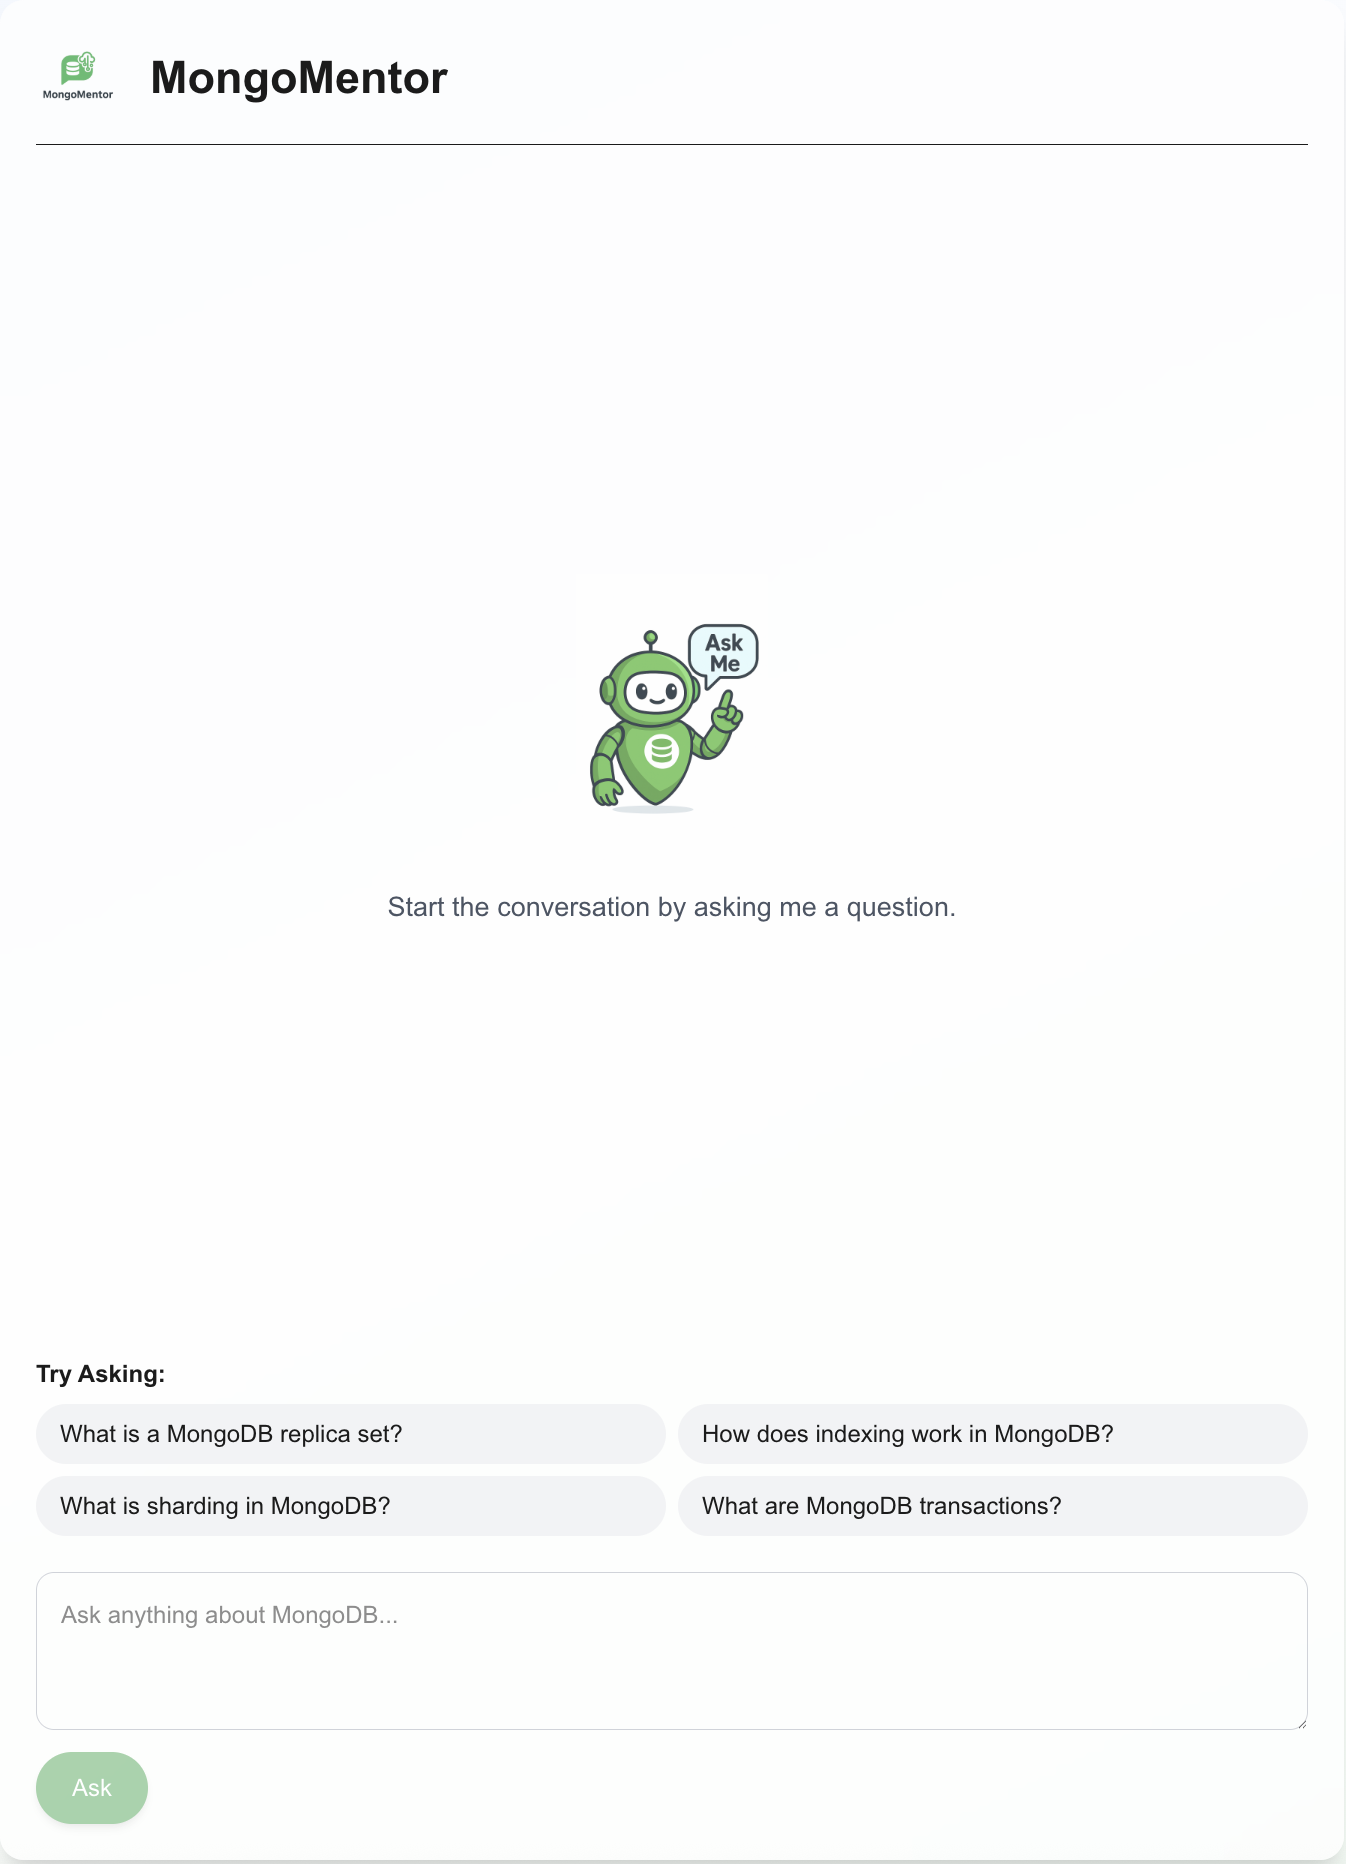 MongoMentor
MongoMentor
Ask
Me
Start the conversation by asking me a question.
Try Asking:
What is a MongoDB replica set?
How does indexing work in MongoDB?
What is sharding in MongoDB?
What are MongoDB transactions?
Ask anything about MongoDB...
Ask